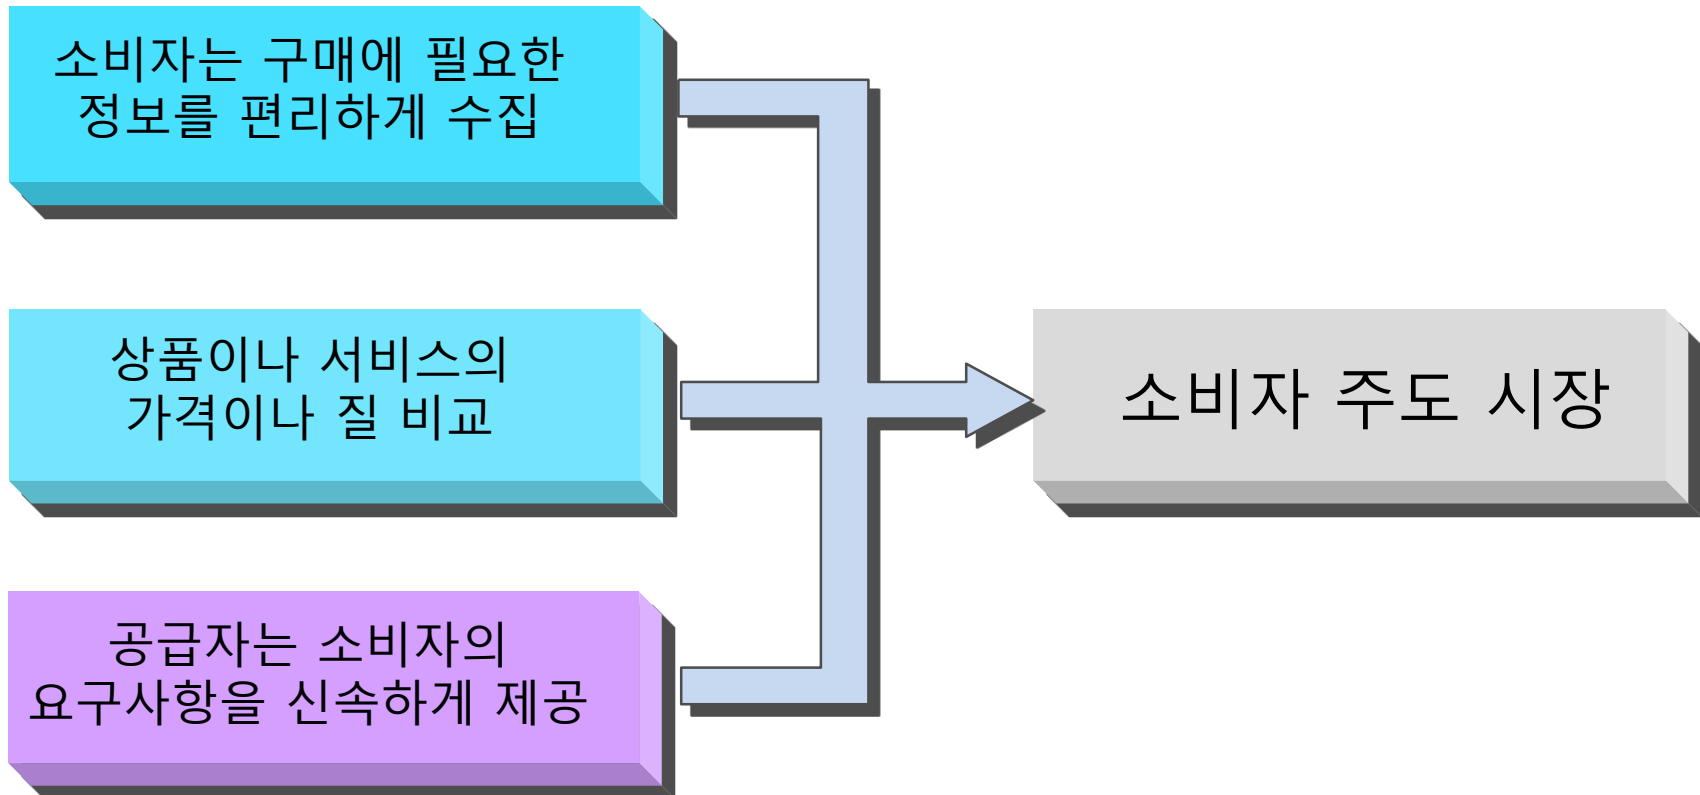 소비자는 구매에 필요한
정보를 편리하게 수집
상품이나 서비스의
가격이나 질 비교
소비자 주도 시장
공급자는 소비자의
요구사항을 신속하게 제공